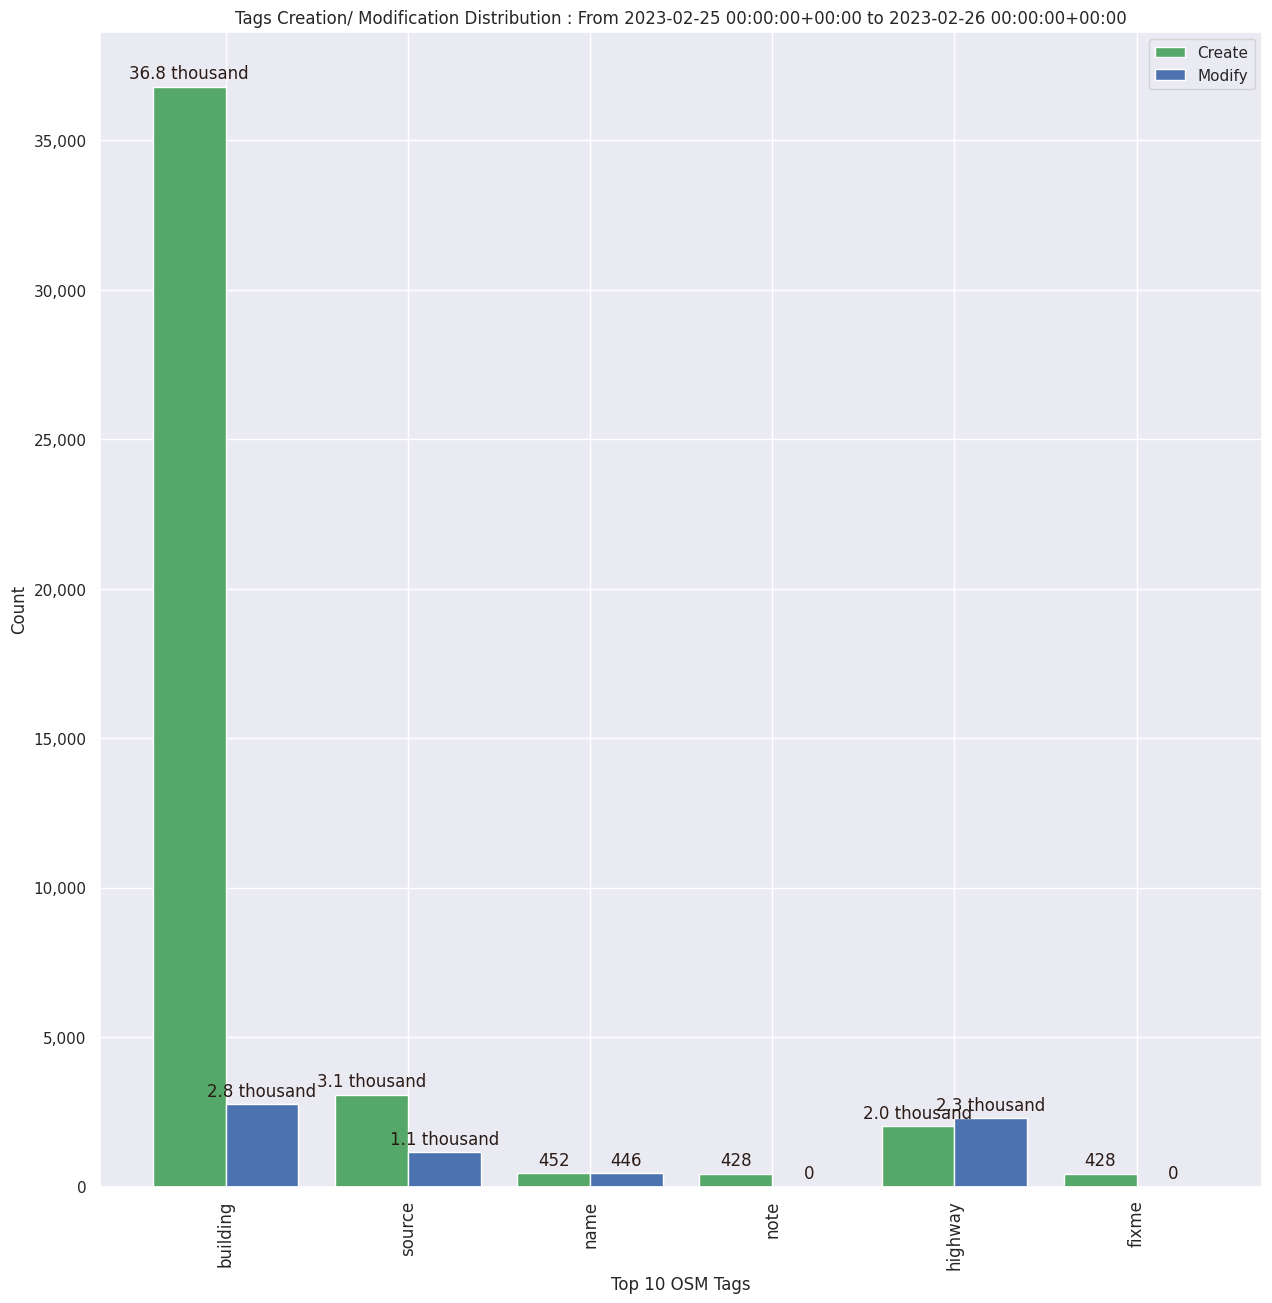 Tags Creation/ Modification Distribution : From 2023-02-25 00:00:00+00:00 to 2023-02-26 00:00:00+00:00
Create
Modify
36.8 thousand
35,000
30,000
25,000
20,000
Count
15,000
10,000
5,000
0
2.8 thousand
3.1 thousand
1.1 thousand
452
446
428
0
2.0 thousand
2.3 thousand
428
0
building
source
name
note
highway
fixme
Top 10 OSM Tags